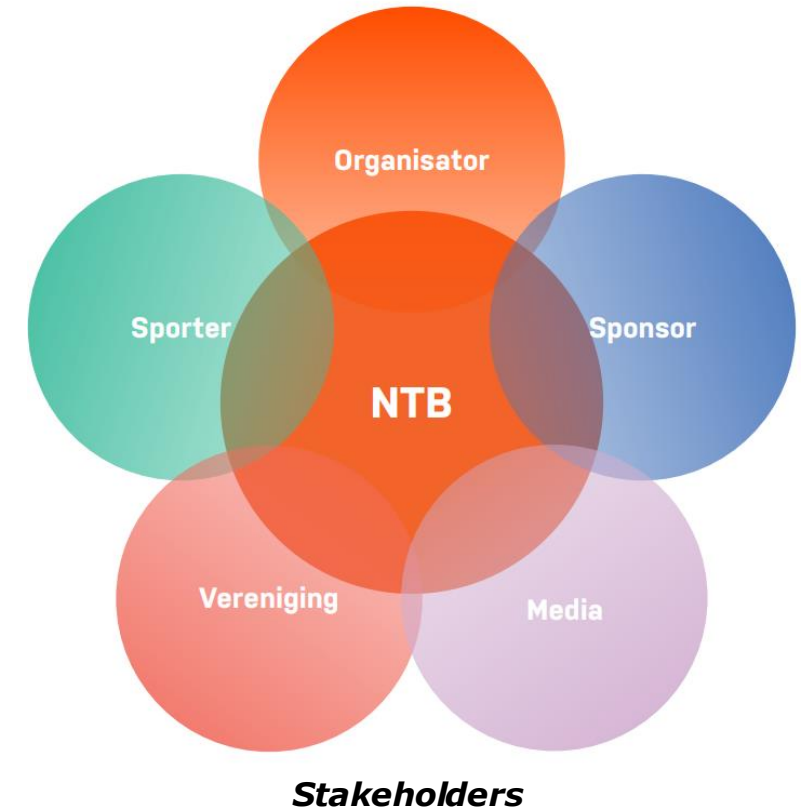 Organisator
Sporter
Sponsor
NTB
Vereniging
Media
Stakeholders